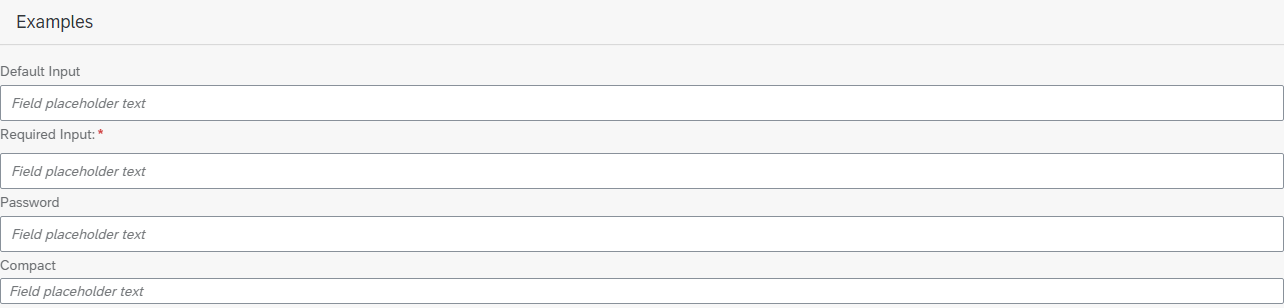 Examples
Default Input
Field placeholder text
Required Input: *
Field placeholder text
Password
Field placeholder text
Compact
Field placeholder text